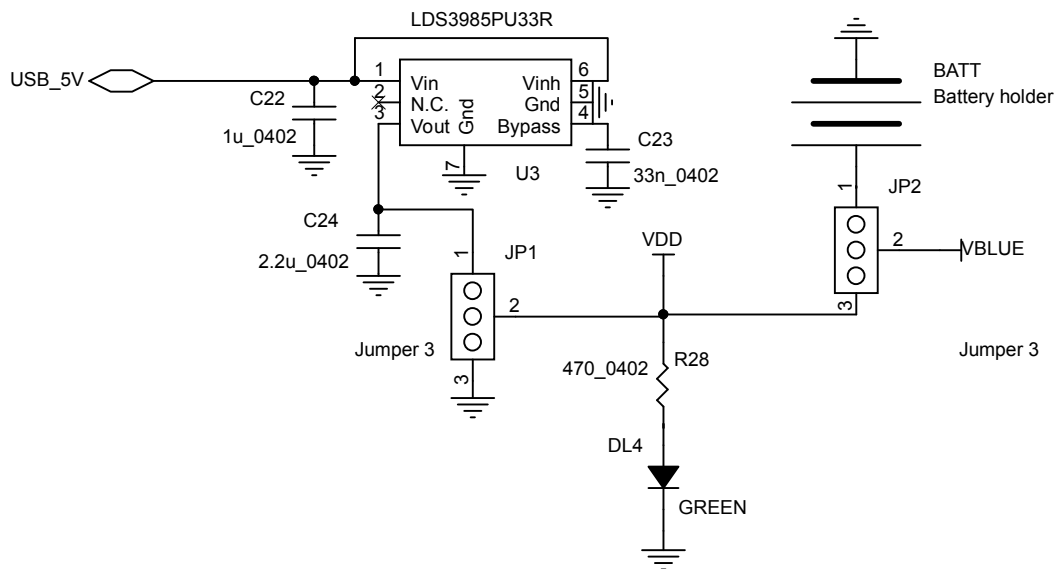 LDS3985PU33R
USB_5V
1
Vin
Vinh
6
2
N.C.
Gnd
5
3
Vout
Gnd
Bypass
4
7
U3
C22
1u_0402
C23
33n_0402
C24
2.2u_0402
BATT
Battery holder
1
JP2
2
VBLUE
3
Jumper 3
VDD
1
JP1
2
Jumper 3
3
470_0402
R28
DL4
GREEN